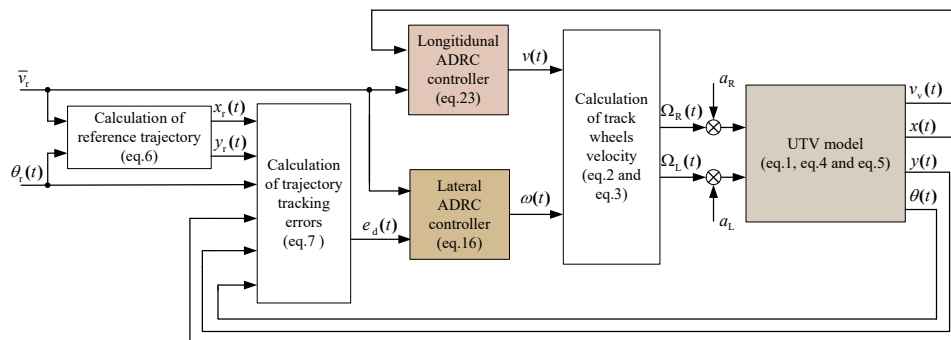 v̅r
θr(t)
Calculation of
reference trajectory
(eq.6)
xr(t)
yr(t)
Calculation
of trajectory
tracking
errors
(eq.7 )
ed(t)
Longitidunal
ADRC
controller
(eq.23)
v(t)
Lateral
ADRC
controller
(eq.16)
ω(t)
Calculation
of track
wheels
velocity
(eq.2 and
eq.3)
ΩR(t)
ΩL(t)
aR
aL
UTV model
(eq.1, eq.4 and eq.5)
vv(t)
x(t)
y(t)
θ(t)